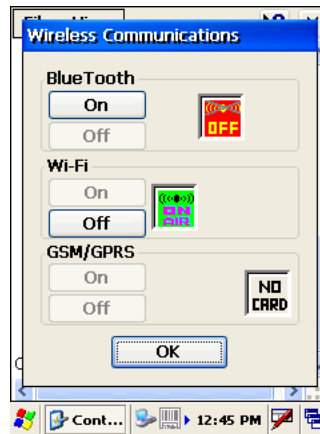 Wireless Communications
BlueTooth
On
Off
OFF
Wi-Fi
On
Off
ON
AIR
GSM/GPRS
On
Off
NO
CARD
OK
Cont...
12:45 PM